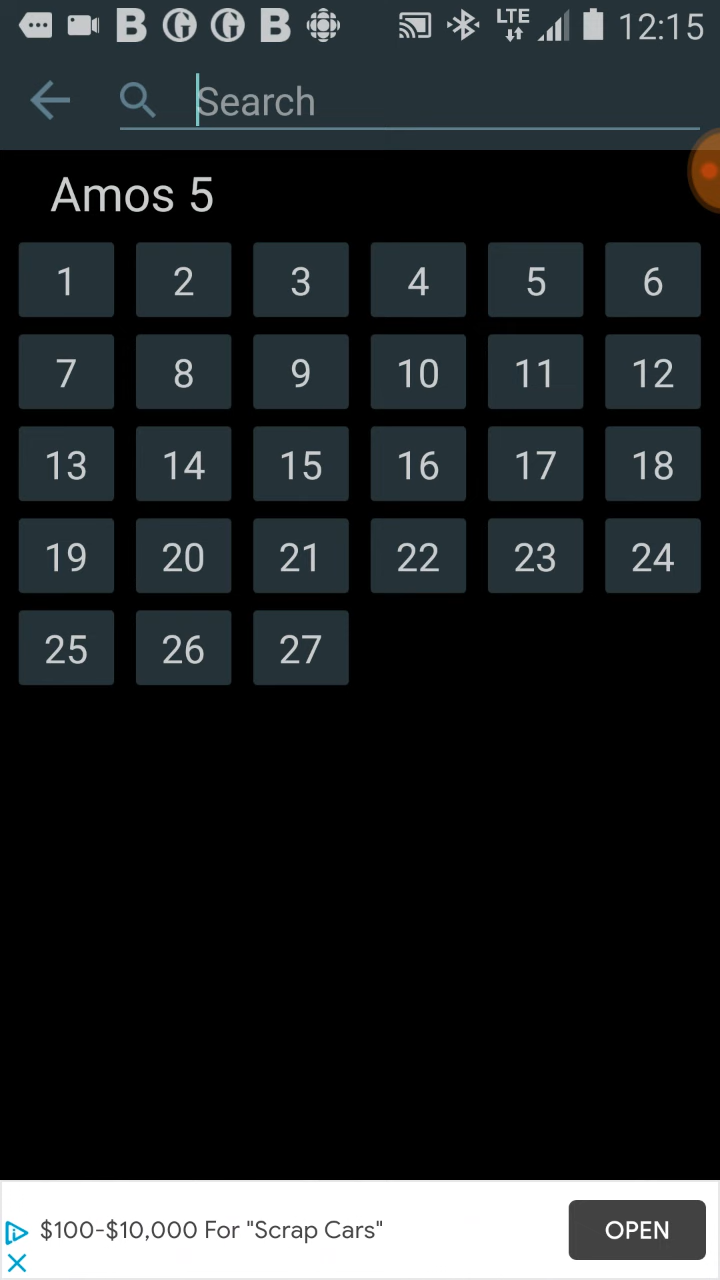 B G G B LTE 12:15
Search
Amos 5
1 2 3 4 5 6
7 8 9 10 11 12
13 14 15 16 17 18
19 20 21 22 23 24
25 26 27
$100-$10,000 For "Scrap Cars"
OPEN